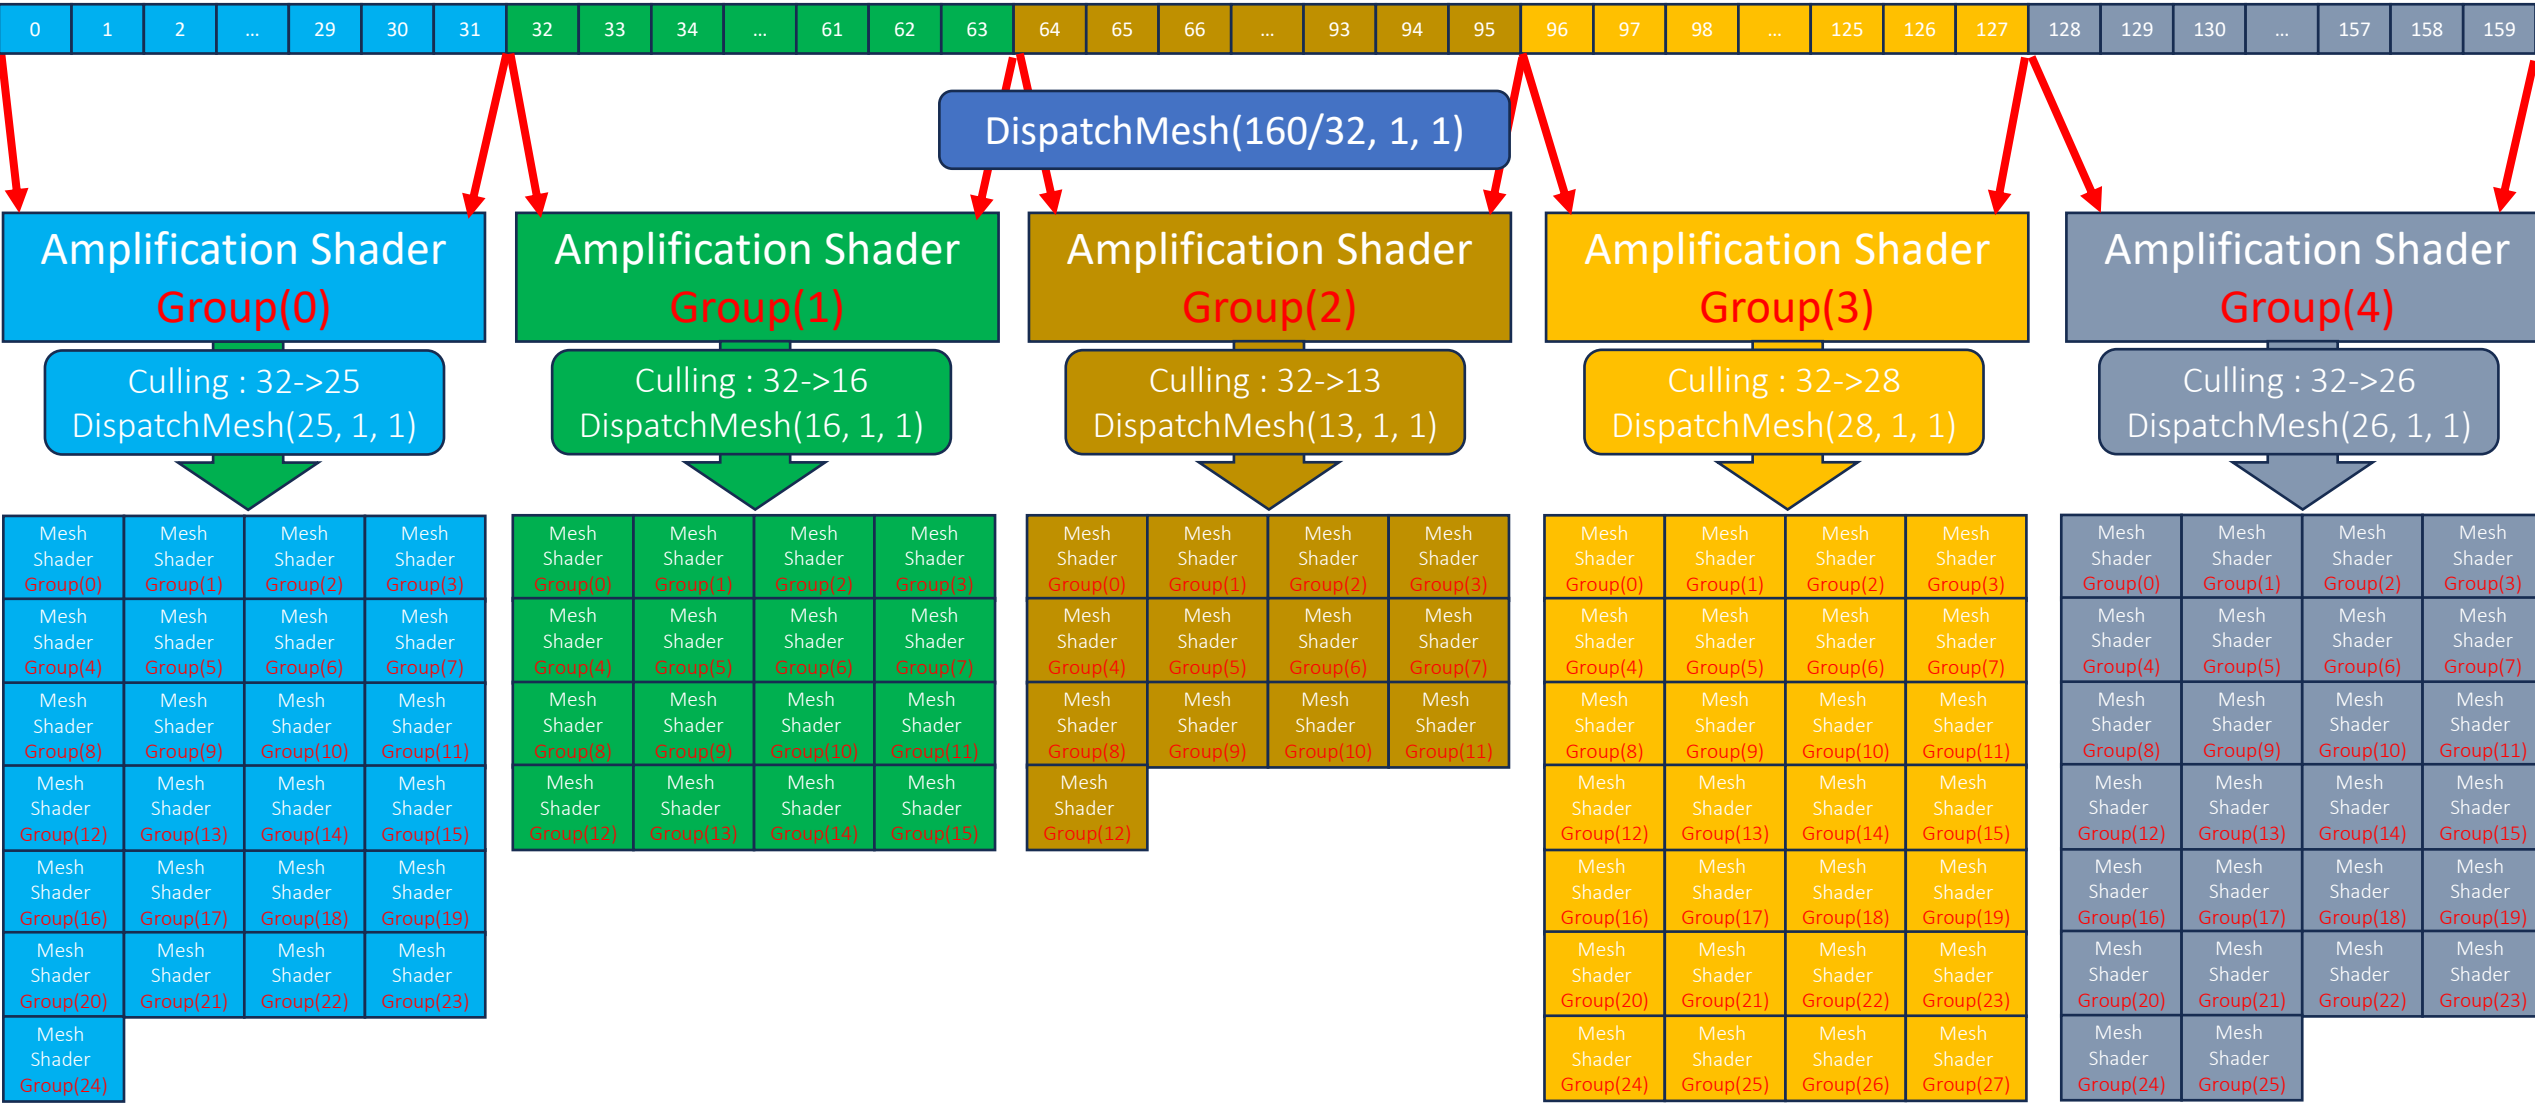 0 1 2 ... 29 30 31 32 33 34 ... 61 62 63 64 65 66 ... 93 94 95 96 97 98 ... 125 126 127 128 129 130 ... 157 158 159
DispatchMesh(160/32, 1, 1)
Amplification Shader
Group(0)
Culling : 32->25
DispatchMesh(25, 1, 1)
Amplification Shader
Group(1)
Culling : 32->16
DispatchMesh(16, 1, 1)
Amplification Shader
Group(2)
Culling : 32->13
DispatchMesh(13, 1, 1)
Amplification Shader
Group(3)
Culling : 32->28
DispatchMesh(28, 1, 1)
Amplification Shader
Group(4)
Culling : 32->26
DispatchMesh(26, 1, 1)
Mesh Mesh Mesh Mesh
Shader Shader Shader Shader
Group(0) Group(1) Group(2) Group(3)
Mesh Mesh Mesh Mesh
Shader Shader Shader Shader
Group(4) Group(5) Group(6) Group(7)
Mesh Mesh Mesh Mesh
Shader Shader Shader Shader
Group(8) Group(9) Group(10) Group(11)
Mesh Mesh Mesh Mesh
Shader Shader Shader Shader
Group(12) Group(13) Group(14) Group(15)
Mesh Mesh Mesh Mesh
Shader Shader Shader Shader
Group(16) Group(17) Group(18) Group(19)
Mesh Mesh Mesh Mesh
Shader Shader Shader Shader
Group(20) Group(21) Group(22) Group(23)
Mesh
Shader
Group(24)
Mesh Mesh Mesh Mesh
Shader Shader Shader Shader
Group(0) Group(1) Group(2) Group(3)
Mesh Mesh Mesh Mesh
Shader Shader Shader Shader
Group(4) Group(5) Group(6) Group(7)
Mesh Mesh Mesh Mesh
Shader Shader Shader Shader
Group(8) Group(9) Group(10) Group(11)
Mesh Mesh Mesh Mesh
Shader Shader Shader Shader
Group(12) Group(13) Group(14) Group(15)
Mesh Mesh Mesh Mesh
Shader Shader Shader Shader
Group(0) Group(1) Group(2) Group(3)
Mesh Mesh Mesh Mesh
Shader Shader Shader Shader
Group(4) Group(5) Group(6) Group(7)
Mesh Mesh Mesh Mesh
Shader Shader Shader Shader
Group(8) Group(9) Group(10) Group(11)
Mesh
Shader
Group(12)
Mesh Mesh Mesh Mesh
Shader Shader Shader Shader
Group(0) Group(1) Group(2) Group(3)
Mesh Mesh Mesh Mesh
Shader Shader Shader Shader
Group(4) Group(5) Group(6) Group(7)
Mesh Mesh Mesh Mesh
Shader Shader Shader Shader
Group(8) Group(9) Group(10) Group(11)
Mesh Mesh Mesh Mesh
Shader Shader Shader Shader
Group(12) Group(13) Group(14) Group(15)
Mesh Mesh Mesh Mesh
Shader Shader Shader Shader
Group(16) Group(17) Group(18) Group(19)
Mesh Mesh Mesh Mesh
Shader Shader Shader Shader
Group(20) Group(21) Group(22) Group(23)
Mesh Mesh Mesh Mesh
Shader Shader Shader Shader
Group(24) Group(25) Group(26) Group(27)
Mesh Mesh Mesh Mesh
Shader Shader Shader Shader
Group(0) Group(1) Group(2) Group(3)
Mesh Mesh Mesh Mesh
Shader Shader Shader Shader
Group(4) Group(5) Group(6) Group(7)
Mesh Mesh Mesh Mesh
Shader Shader Shader Shader
Group(8) Group(9) Group(10) Group(11)
Mesh Mesh Mesh Mesh
Shader Shader Shader Shader
Group(12) Group(13) Group(14) Group(15)
Mesh Mesh Mesh Mesh
Shader Shader Shader Shader
Group(16) Group(17) Group(18) Group(19)
Mesh Mesh Mesh Mesh
Shader Shader Shader Shader
Group(20) Group(21) Group(22) Group(23)
Mesh Mesh
Shader Shader
Group(24) Group(25)